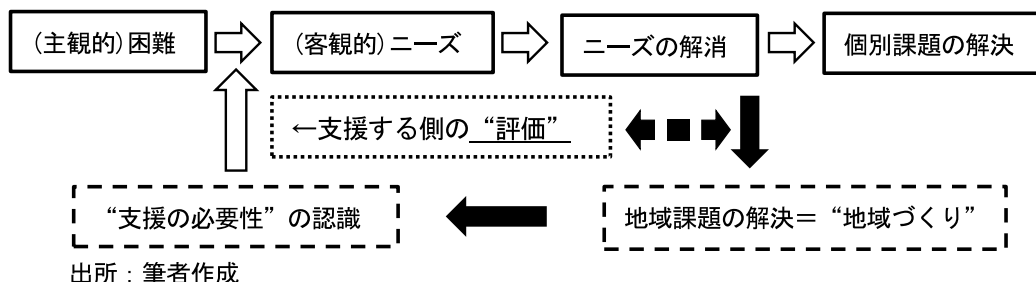 (主観的)困難
(客観的)ニーズ
ニーズの解消
個別課題の解決
←支援する側の“評価”
“支援の必要性”の認識
地域課題の解決＝“地域づくり”
出所：筆者作成